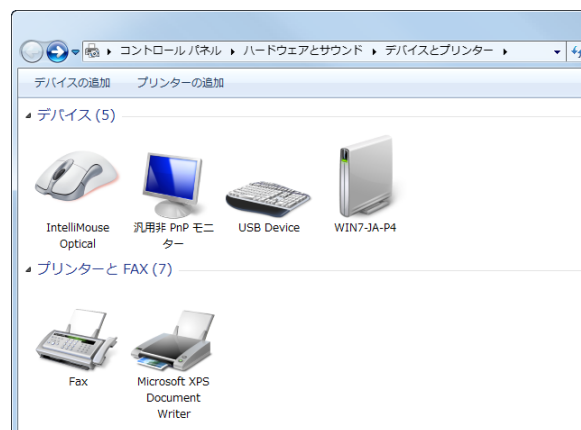 コントロール パネル ▸ ハードウェアとサウンド ▸ デバイスとプリンター ▸
デバイスの追加 プリンターの追加
デバイス (5)
IntelliMouse
Optical
汎用非 PnP モニ
ター
USB Device
WIN7-JA-P4
プリンターと FAX (7)
Fax
Microsoft XPS
Document
Writer